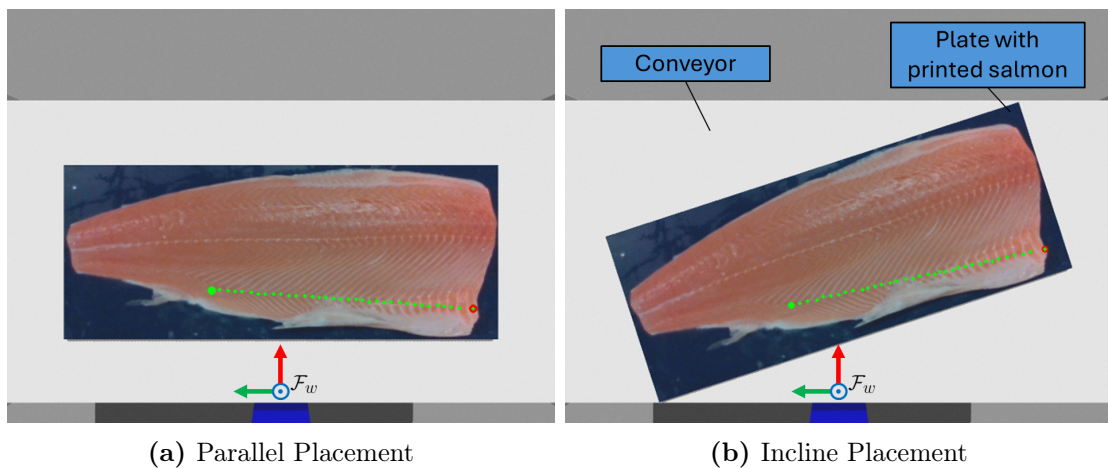 Conveyor
Plate with
printed salmon
ℱw
ℱw
(a) Parallel Placement
(b) Incline Placement